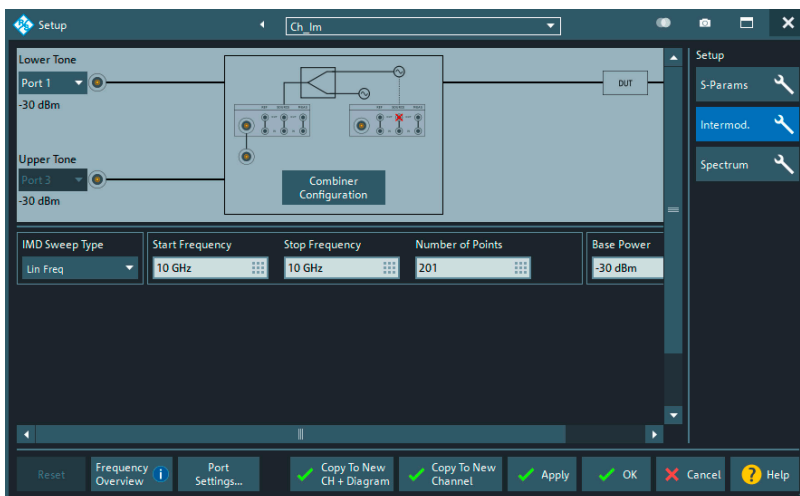 Setup
Ch_Im
Lower Tone
Port 1
-30 dBm
Upper Tone
Port 3
-30 dBm
Combiner
Configuration
DUT
IMD Sweep Type
Lin Freq
Start Frequency
10 GHz
Stop Frequency
10 GHz
Number of Points
201
Base Power
-30 dBm
Setup
S-Params
Intermod.
Spectrum
Reset
Frequency
Overview
Port
Settings...
Copy To New
CH + Diagram
Copy To New
Channel
Apply
OK
Cancel
Help